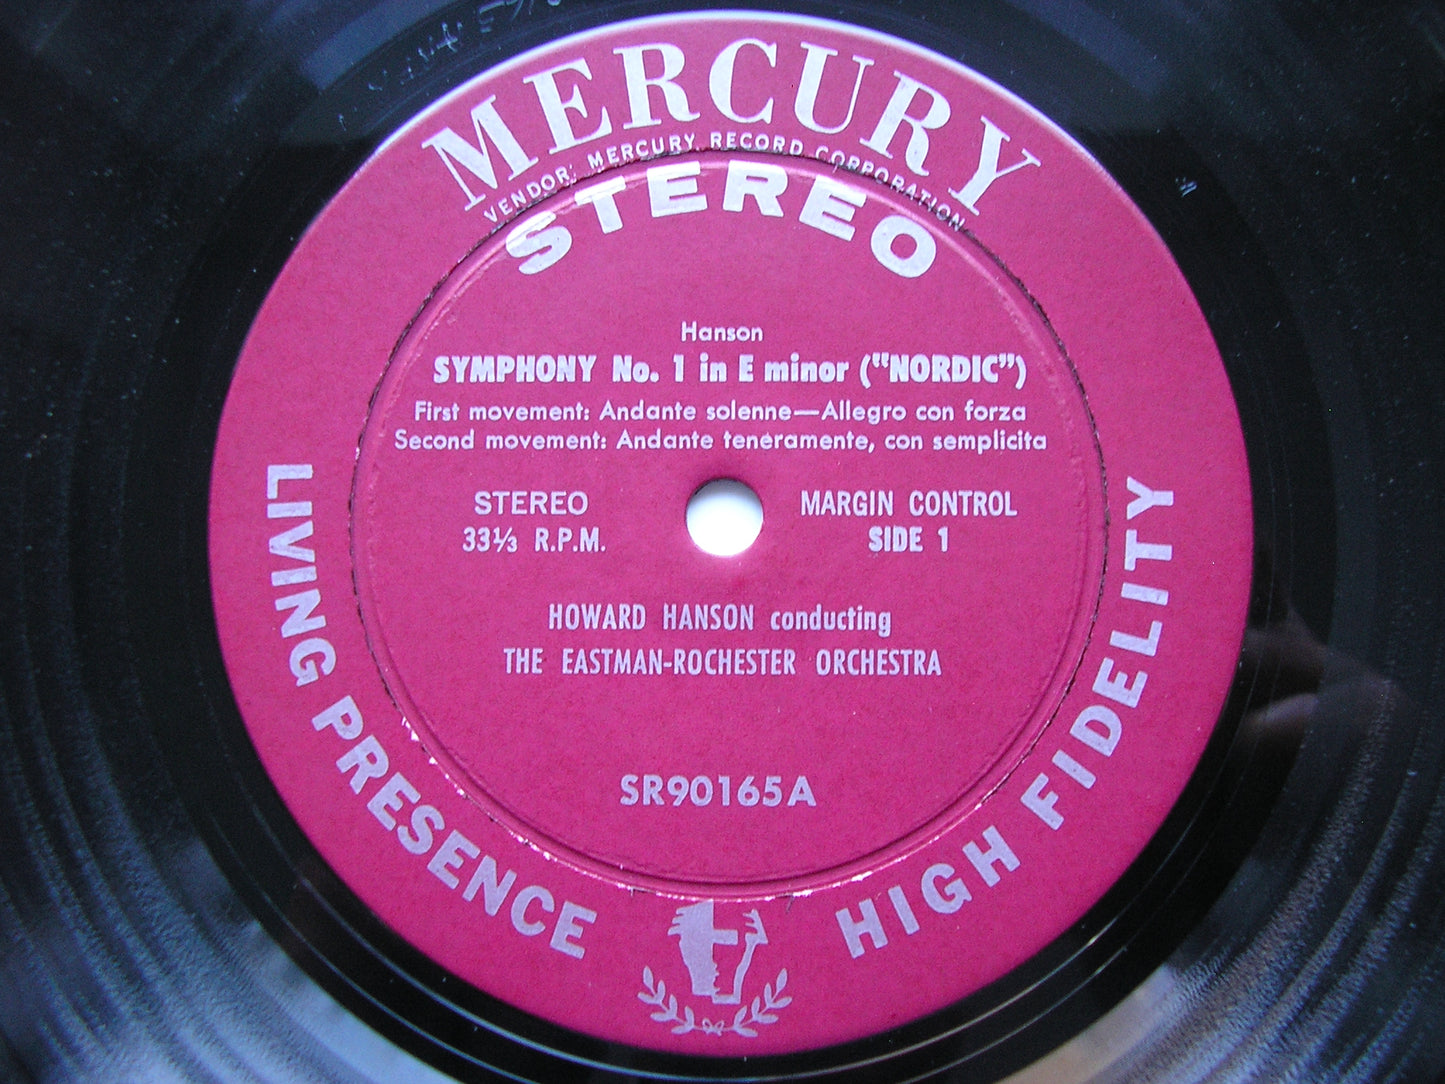 MERCURY
VENDOR: MERCURY RECORD CORPORATION
STEREO
Hanson
SYMPHONY No. 1 in E minor ("NORDIC")
First movement: Andante solenne—Allegro con forza
Second movement: Andante teneramente, con semplicita
STEREO MARGIN CONTROL
33⅓ R.P.M. SIDE 1
HOWARD HANSON conducting
THE EASTMAN-ROCHESTER ORCHESTRA
SR90165A
LIVING PRESENCE
HIGH FIDELITY